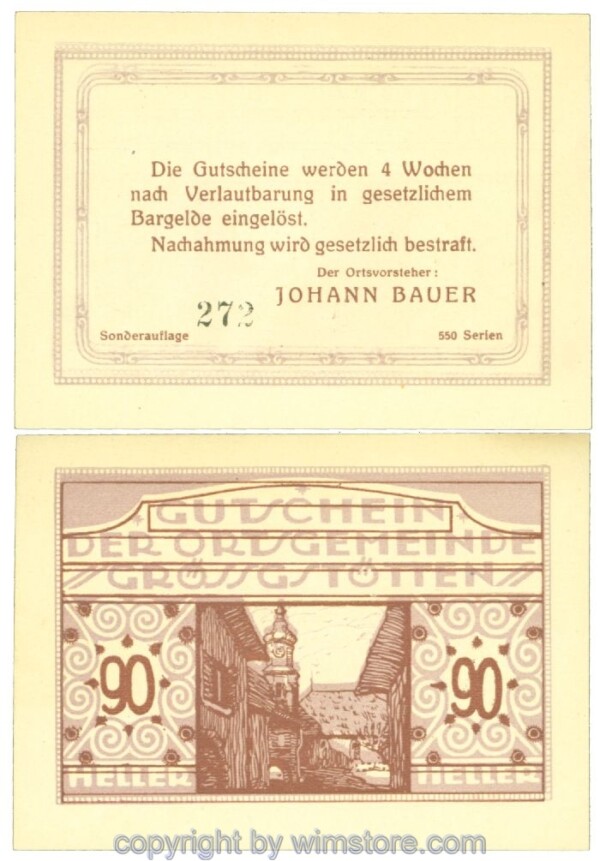 Die Gutscheine werden 4 Wochen
nach Verlautbarung in gesetzlichem
Bargelde eingelöst.
Nachahmung wird gesetzlich bestraft.
Der Ortsvorsteher:
JOHANN BAUER
272
Sonderauflage
550 Serien
GUTSCHEIN
DER ORTSGEMEINDE
GROSSGSTÖTTEN
90
90
HELLER
HELLER
copyright by wimstore.com